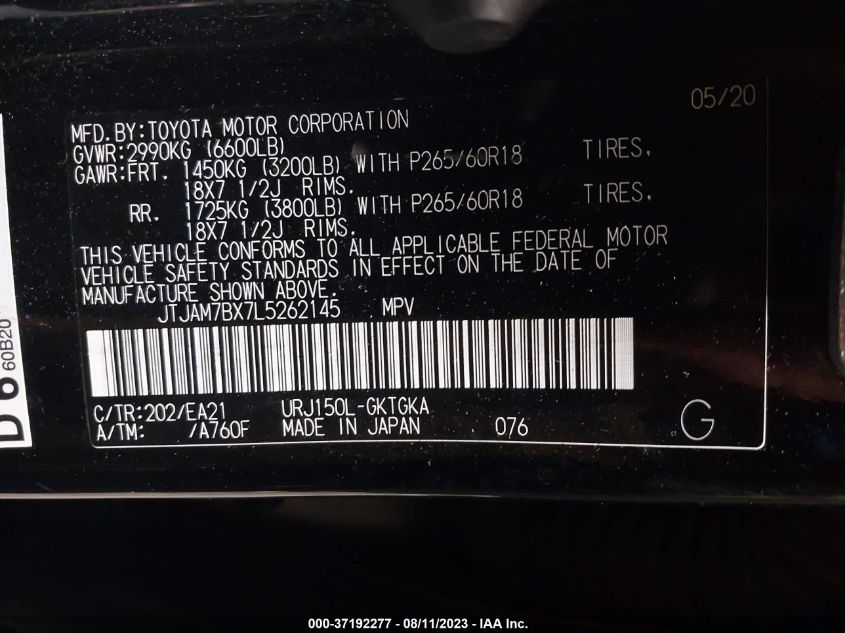 05/20
MFD.BY:TOYOTA MOTOR CORPORATION
GVWR:2990KG (6600LB)
GAWR:FRT. 1450KG (3200LB) WITH P265/60R18 TIRES.
18X7 1/2J RIMS.
RR. 1725KG (3800LB) WITH P265/60R18 TIRES.
18X7 1/2J RIMS.
THIS VEHICLE CONFORMS TO ALL APPLICABLE FEDERAL MOTOR
VEHICLE SAFETY STANDARDS IN EFFECT ON THE DATE OF
MANUFACTURE SHOWN ABOVE.
JTJAM7BX7L5262145 MPV
C/TR:202/EA21 URJ150L-GKTGKA
A/TM: /A760F MADE IN JAPAN 076 G
D 6
60B20
000-37192277 - 08/11/2023 - IAA Inc.